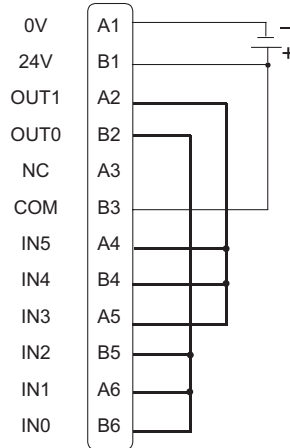 0V A1 −
24V B1 +
OUT1 A2
OUT0 B2
NC A3
COM B3
IN5 A4
IN4 B4
IN3 A5
IN2 B5
IN1 A6
IN0 B6